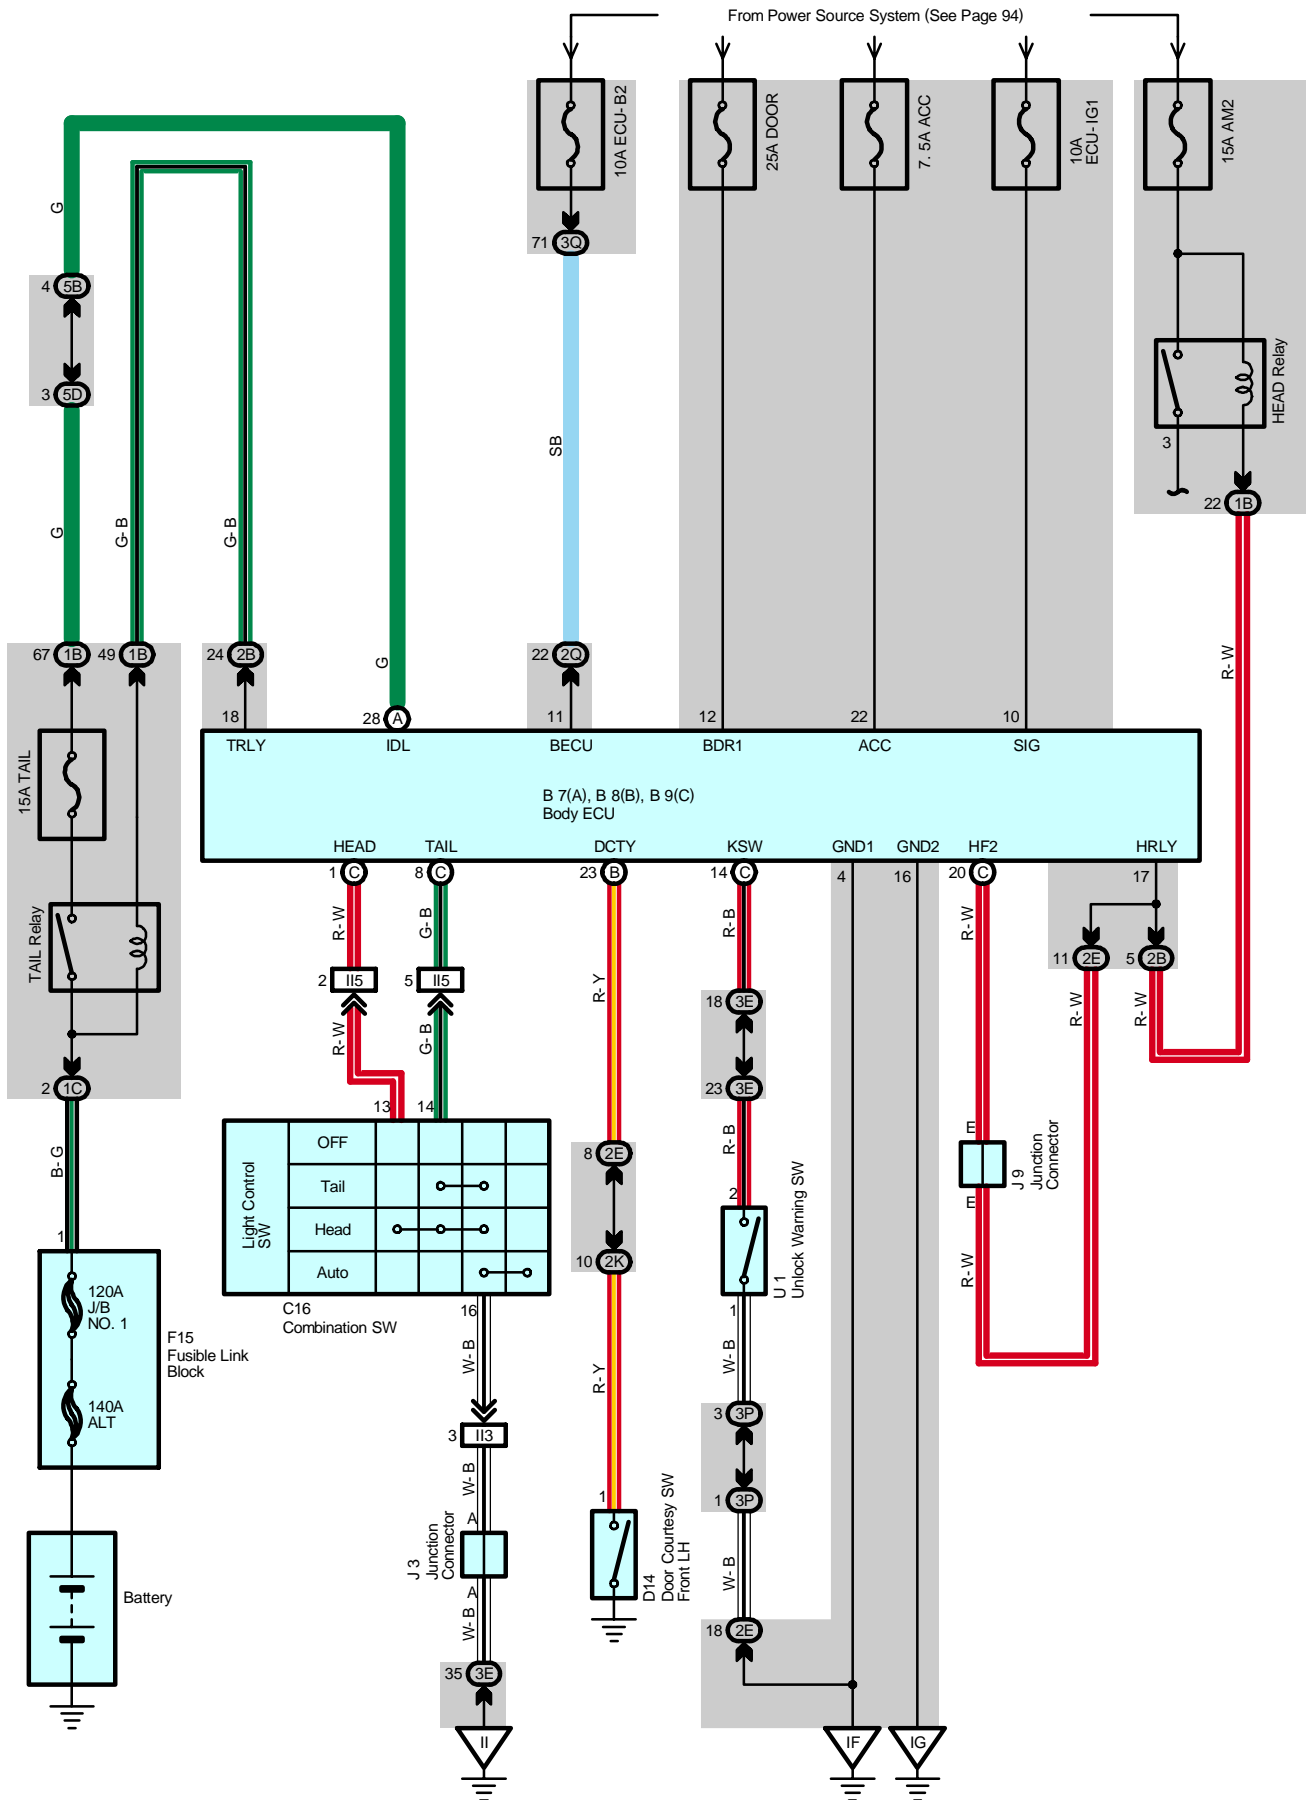 From Power Source System (See Page 94)
10A ECU- B2
25A DOOR
7. 5A ACC
10A
ECU- IG1
15A AM2
71 3Q
G
4 5B
3 5D
HEAD Relay
3
22 1B
G
G- B
G- B
SB
R- W
67 1B
49 1B
24 2B
G
22 2Q
18
28 A
11
12
22
10
TRLY
IDL
BECU
BDR1
ACC
SIG
B 7(A), B 8(B), B 9(C)
Body ECU
HEAD
TAIL
DCTY
KSW
GND1
GND2
HF2
HRLY
1 C
8 C
23 B
14 C
4
16
20 C
17
15A TAIL
TAIL Relay
2 1C
R- W
G- B
R- B
R- W
2 II5
5 II5
11 2E
5 2B
R- W
G- B
R- Y
18 3E
R- W
R- W
23 3E
13
14
Light Control
SW
OFF
Tail
Head
Auto
C16
Combination SW
16
B- G
1
8 2E
10 2K
R- B
2
U 1
Unlock Warning SW
1
E
J 9
Junction
Connector
E
R- W
120A
J/B
NO. 1
140A
ALT
F15
Fusible Link
Block
W- B
3 II3
W- B
A
J 3
Junction
Connector
A
W- B
35 3E
II
R- Y
1
D14
Door Courtesy SW
Front LH
W- B
3 3P
1 3P
W- B
18 2E
IF
IG
Battery